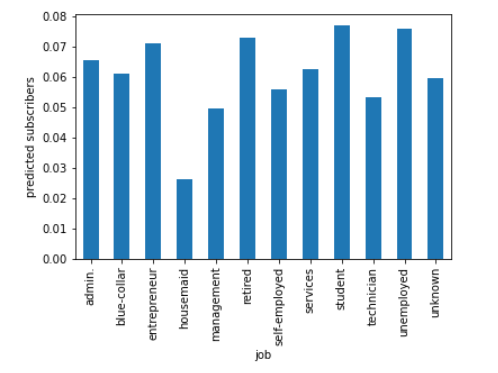 0.08
0.07
0.06
0.05
0.04
0.03
0.02
0.01
0.00
predicted subscribers
admin.
blue-collar
entrepreneur
housemaid
management
retired
self-employed
services
student
technician
unemployed
unknown
job